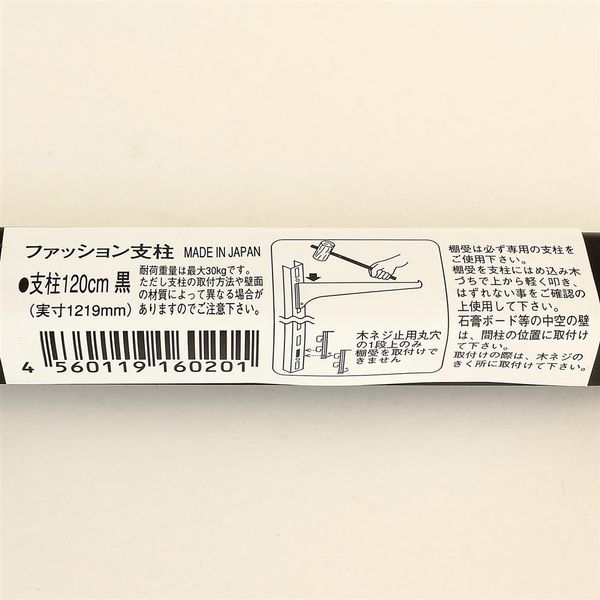 ファッション支柱 MADE IN JAPAN
●支柱120cm 黒
(実寸1219mm)
耐荷重量は最大30kgです。
ただし支柱の取付方法や壁面
の材質によって異なる場合が
ありますのでご注意下さい。
4 560119 160201
木ネジ止用丸穴
の1段上のみ
棚受を取付けで
きません
棚受は必ず専用の支柱を
ご使用下さい。
棚受を支柱にはめ込み木
づちで上から軽く叩き、
はずれない事をご確認の
上使用して下さい。
石膏ボード等の中空の壁
は、間柱の位置に取付け
て下さい。
取付けの際は、木ネジの
きく所に取付けて下さい。